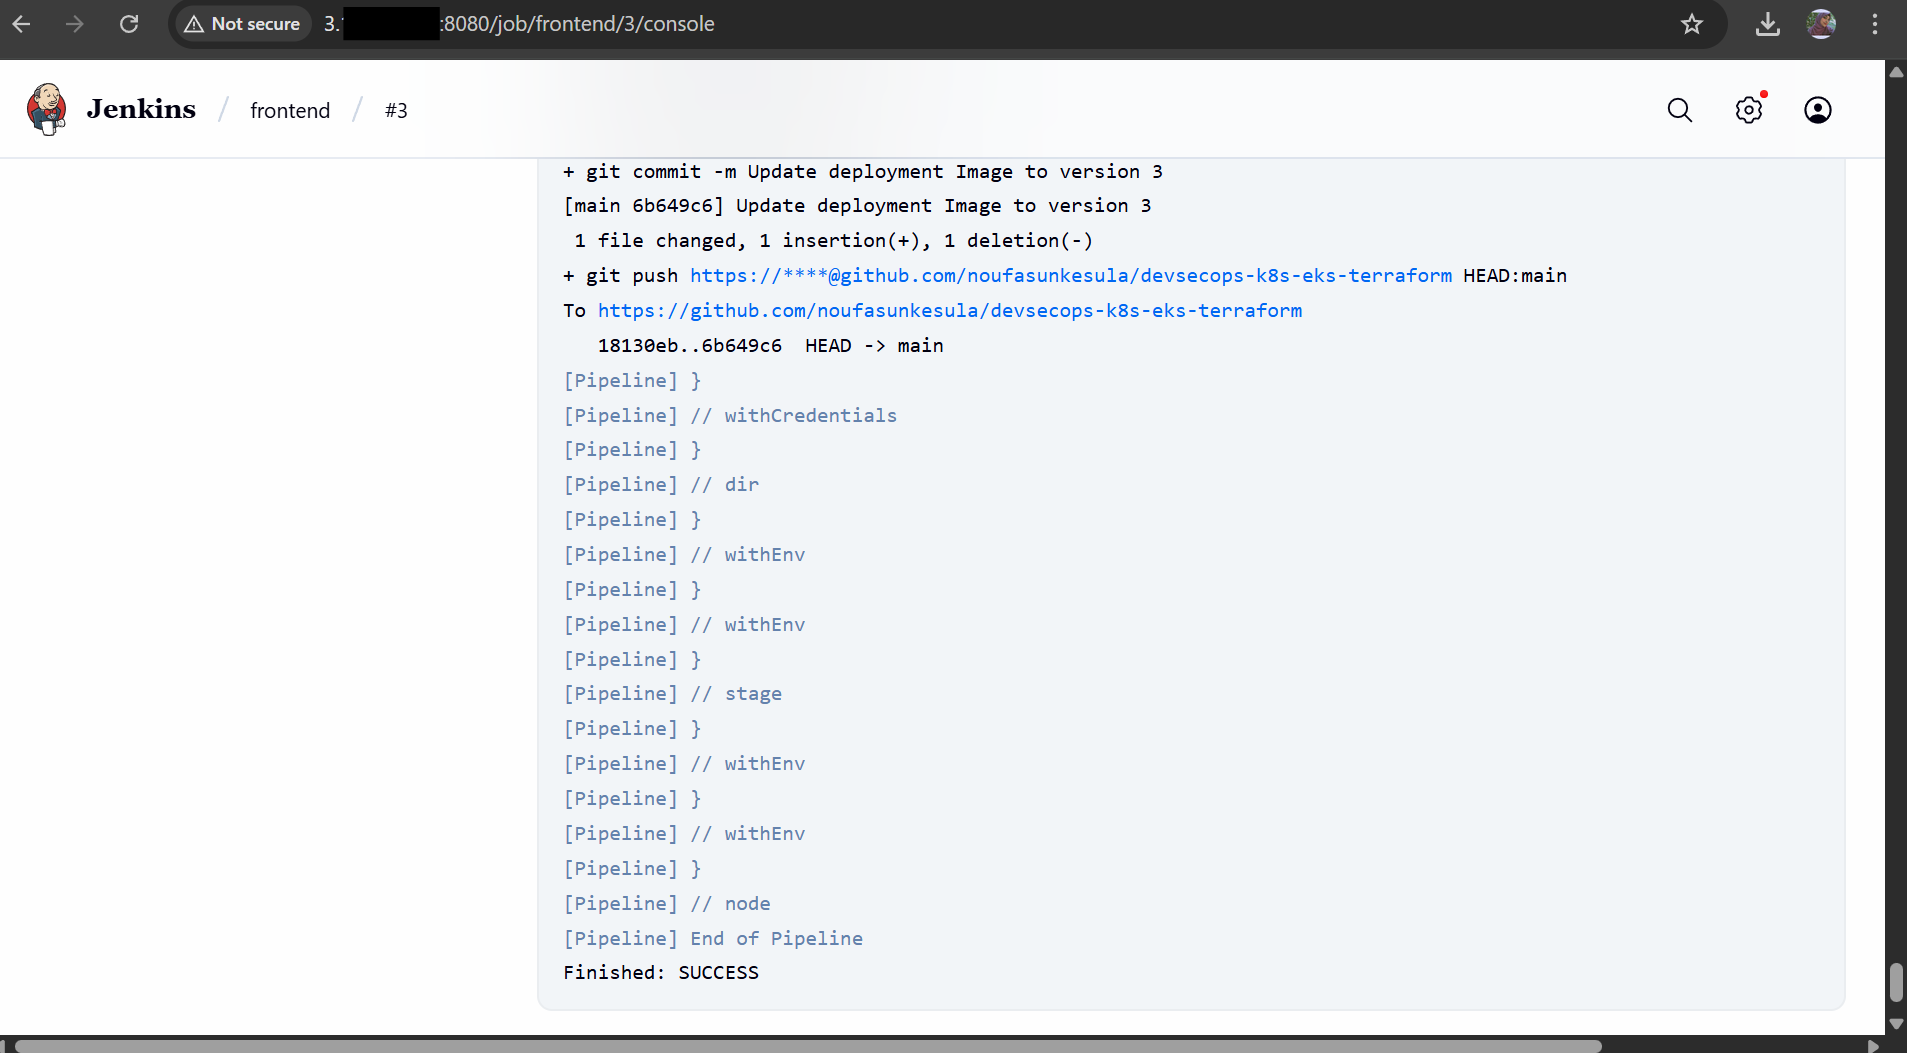 Not secure 3. :8080/job/frontend/3/console
Jenkins / frontend / #3
+ git commit -m Update deployment Image to version 3
[main 6b649c6] Update deployment Image to version 3
 1 file changed, 1 insertion(+), 1 deletion(-)
+ git push https://****@github.com/noufasunkesula/devsecops-k8s-eks-terraform HEAD:main
To https://github.com/noufasunkesula/devsecops-k8s-eks-terraform
   18130eb..6b649c6  HEAD -> main
[Pipeline] }
[Pipeline] // withCredentials
[Pipeline] }
[Pipeline] // dir
[Pipeline] }
[Pipeline] // withEnv
[Pipeline] }
[Pipeline] // withEnv
[Pipeline] }
[Pipeline] // stage
[Pipeline] }
[Pipeline] // withEnv
[Pipeline] }
[Pipeline] // withEnv
[Pipeline] }
[Pipeline] // node
[Pipeline] End of Pipeline
Finished: SUCCESS